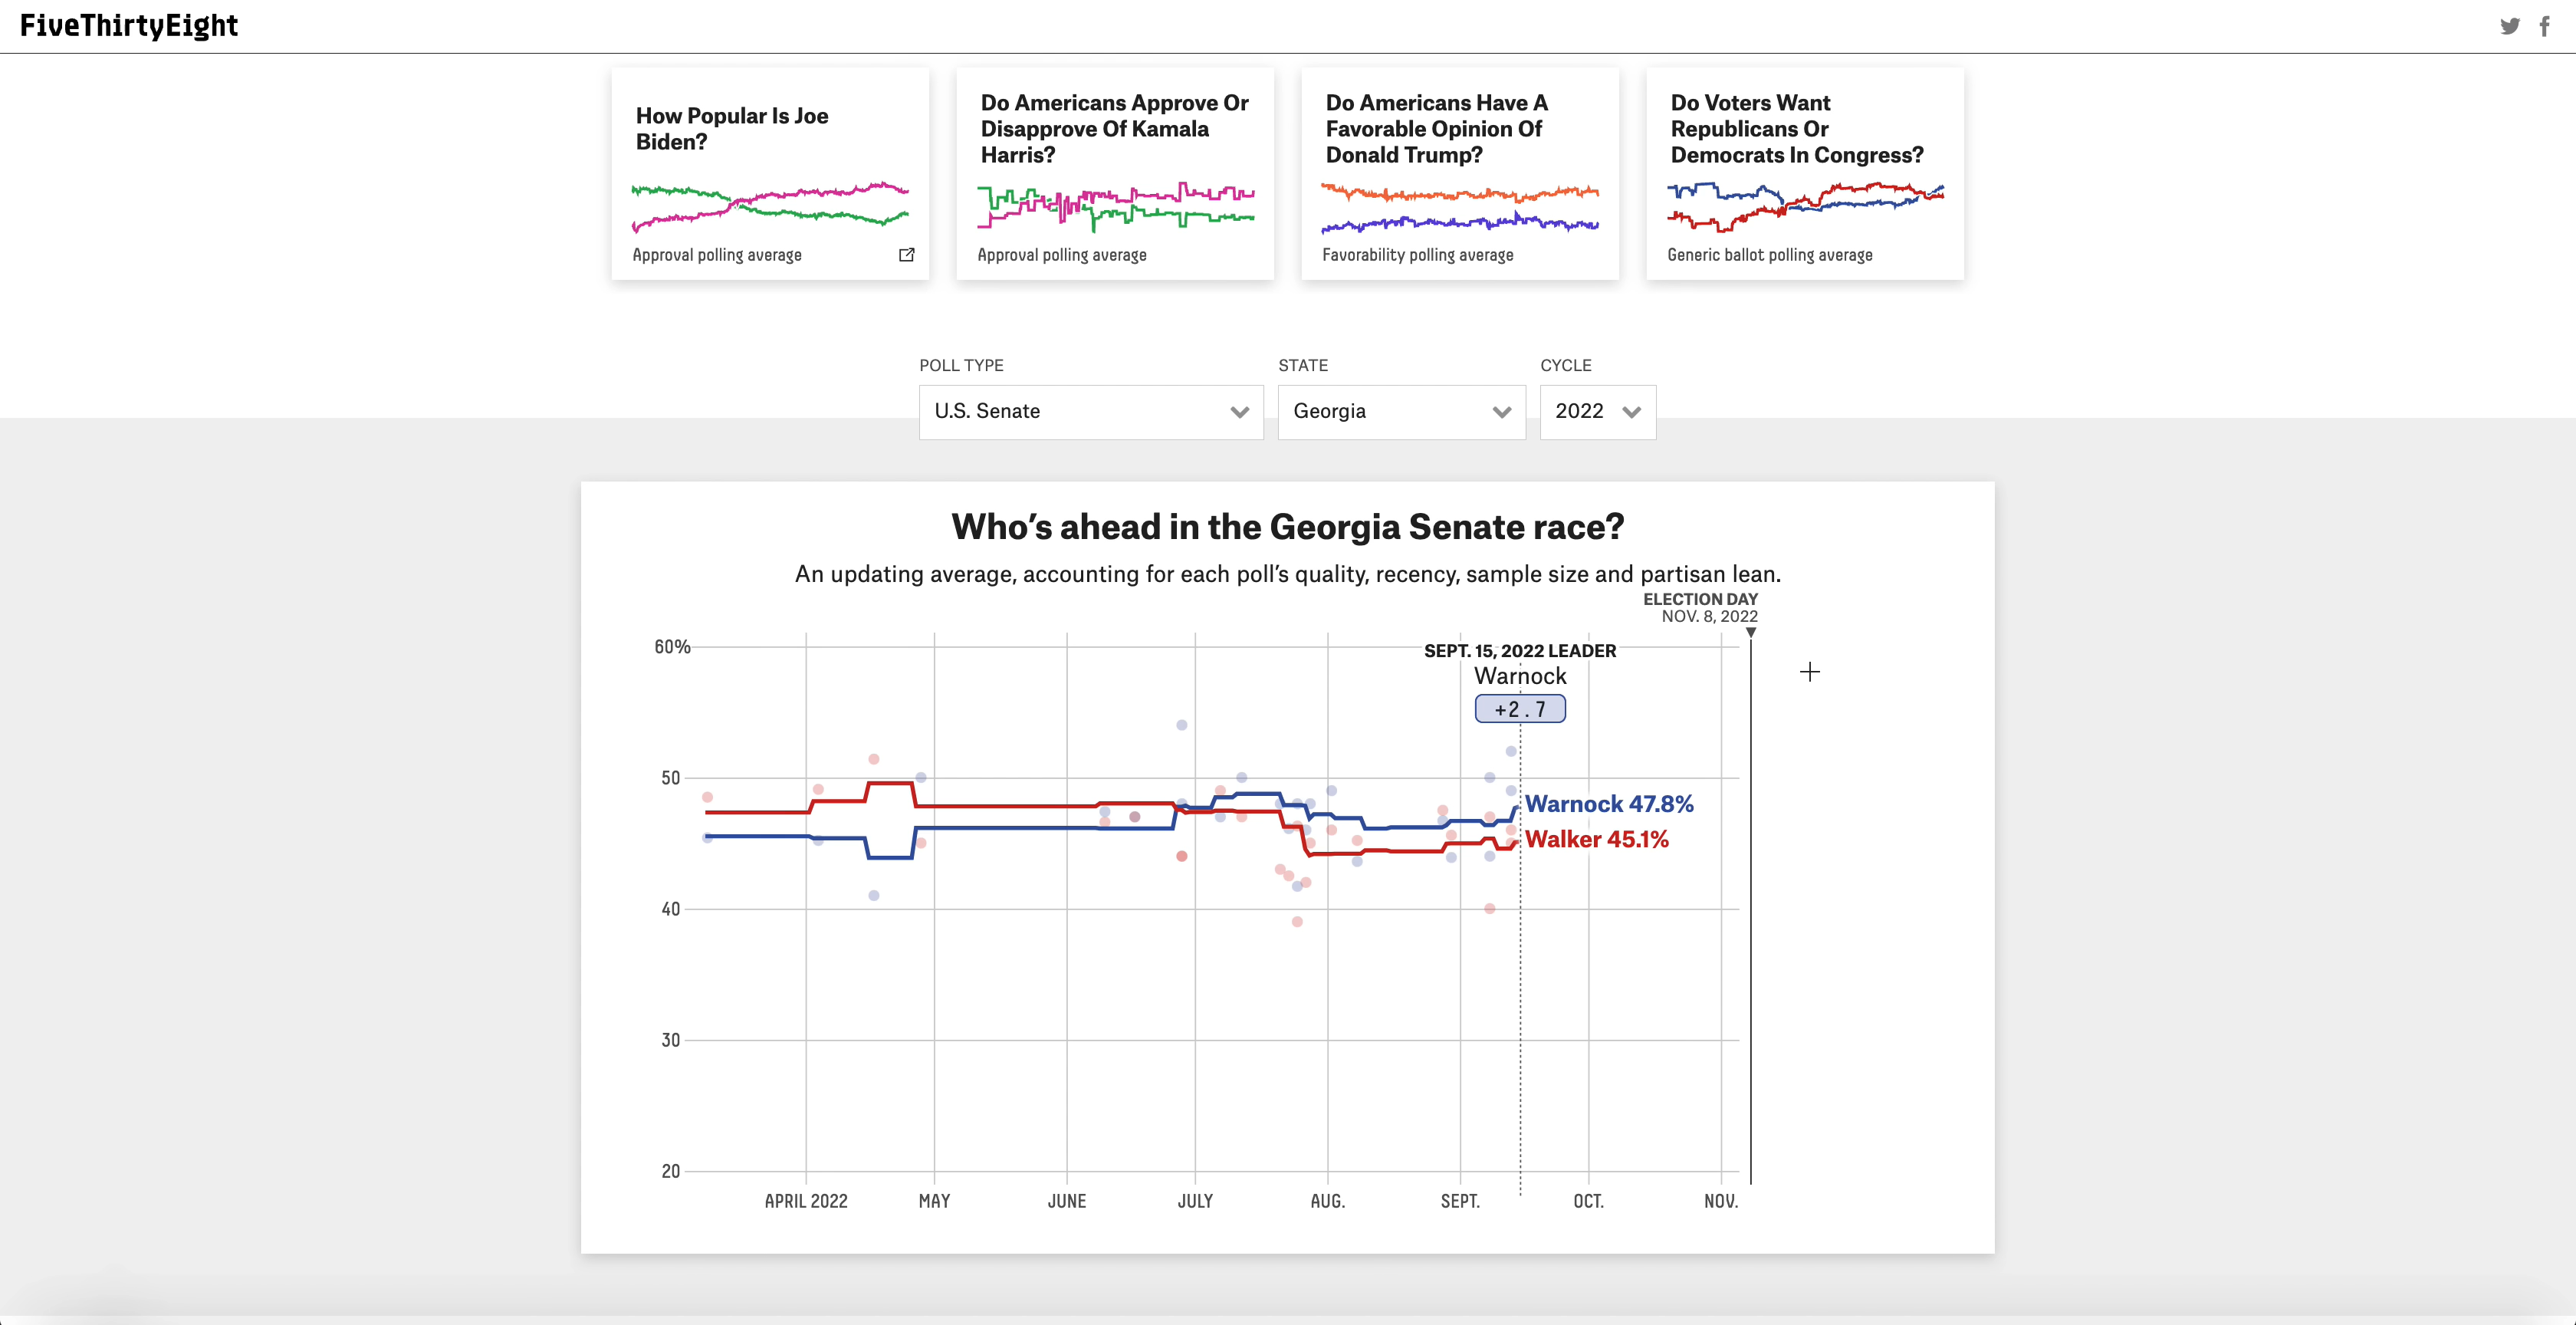 FiveThirtyEight
How Popular Is Joe
Biden?
Approval polling average
Do Americans Approve Or
Disapprove Of Kamala
Harris?
Approval polling average
Do Americans Have A
Favorable Opinion Of
Donald Trump?
Favorability polling average
Do Voters Want
Republicans Or
Democrats In Congress?
Generic ballot polling average
POLL TYPE
U.S. Senate
STATE
Georgia
CYCLE
2022
Who's ahead in the Georgia Senate race?
An updating average, accounting for each poll's quality, recency, sample size and partisan lean.
ELECTION DAY
NOV. 8, 2022
SEPT. 15, 2022 LEADER
Warnock
+2.7
60%
50
Warnock 47.8%
Walker 45.1%
40
30
20
APRIL 2022 MAY JUNE JULY AUG. SEPT. OCT. NOV.